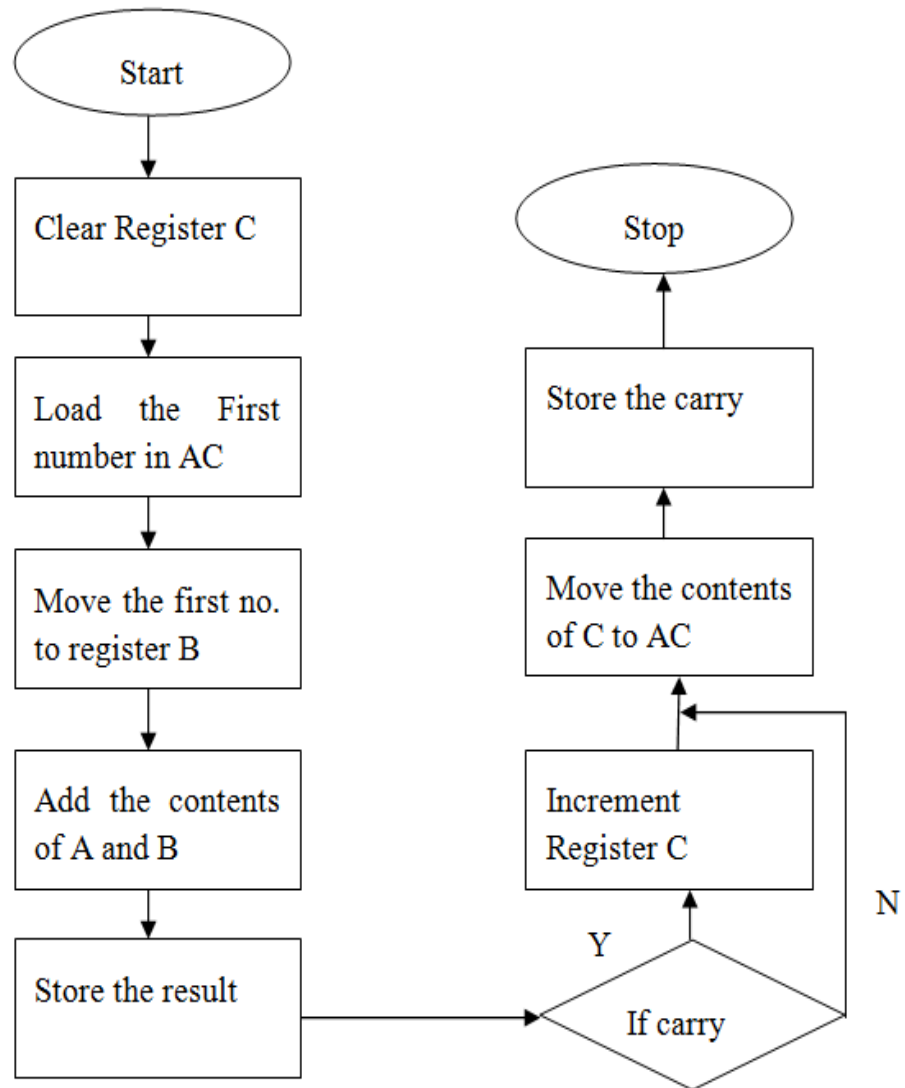 Start
Clear Register C
Load the First
number in AC
Move the first no.
to register B
Add the contents
of A and B
Store the result
If carry
Y
N
Increment
Register C
Move the contents
of C to AC
Store the carry
Stop